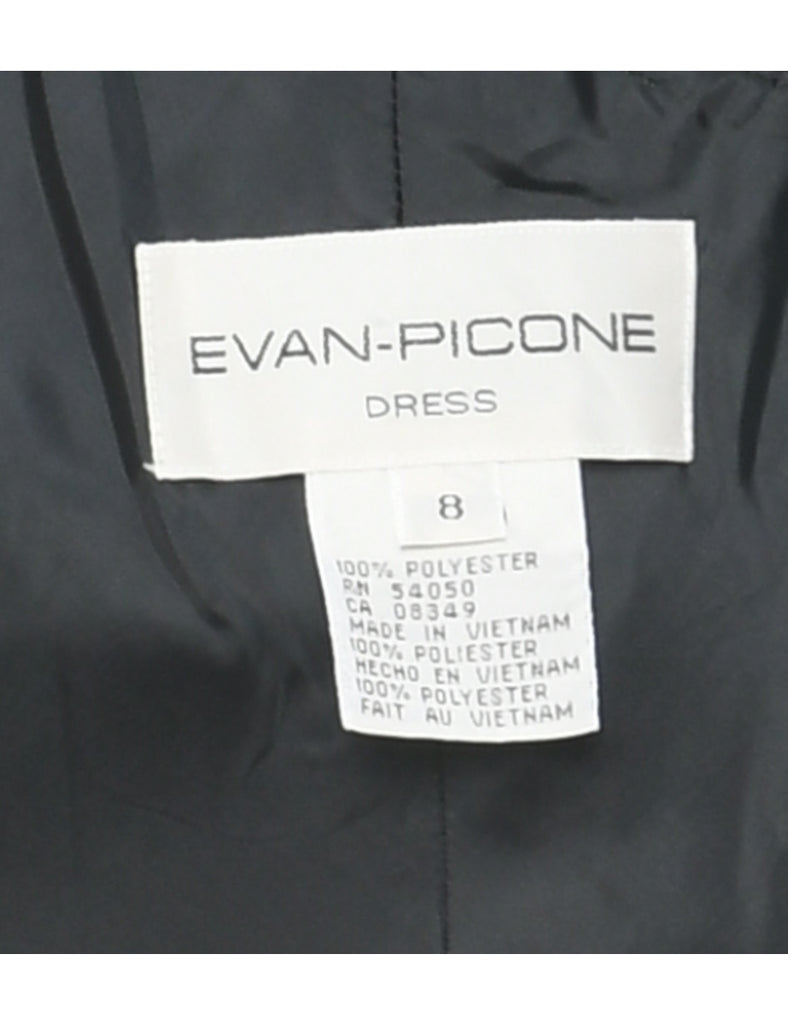 EVAN-PICONE
DRESS
8
100% POLYESTER
RN 54050
CA 08349
MADE IN VIETNAM
100% POLIESTER
HECHO EN VIETNAM
100% POLYESTER
FAIT AU VIETNAM